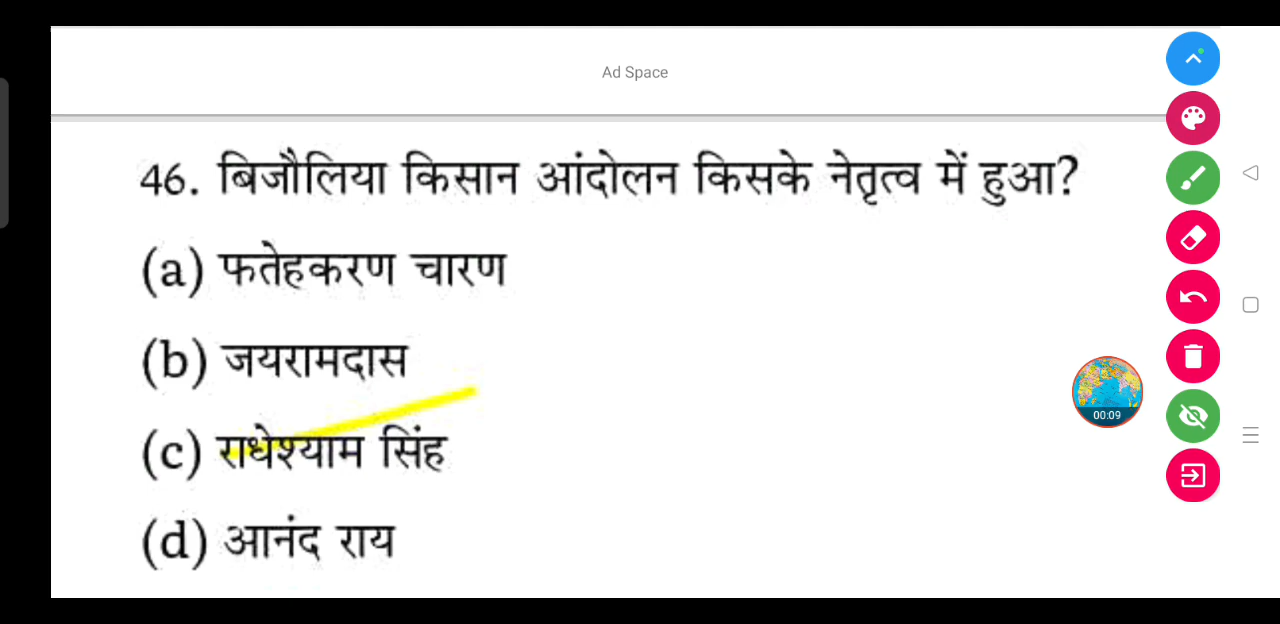 Ad Space
46. बिजौलिया किसान आंदोलन किसके नेतृत्व में हुआ?
(a) फतेहकरण चारण
(b) जयरामदास
(c) राधेश्याम सिंह
(d) आनंद राय
00:09